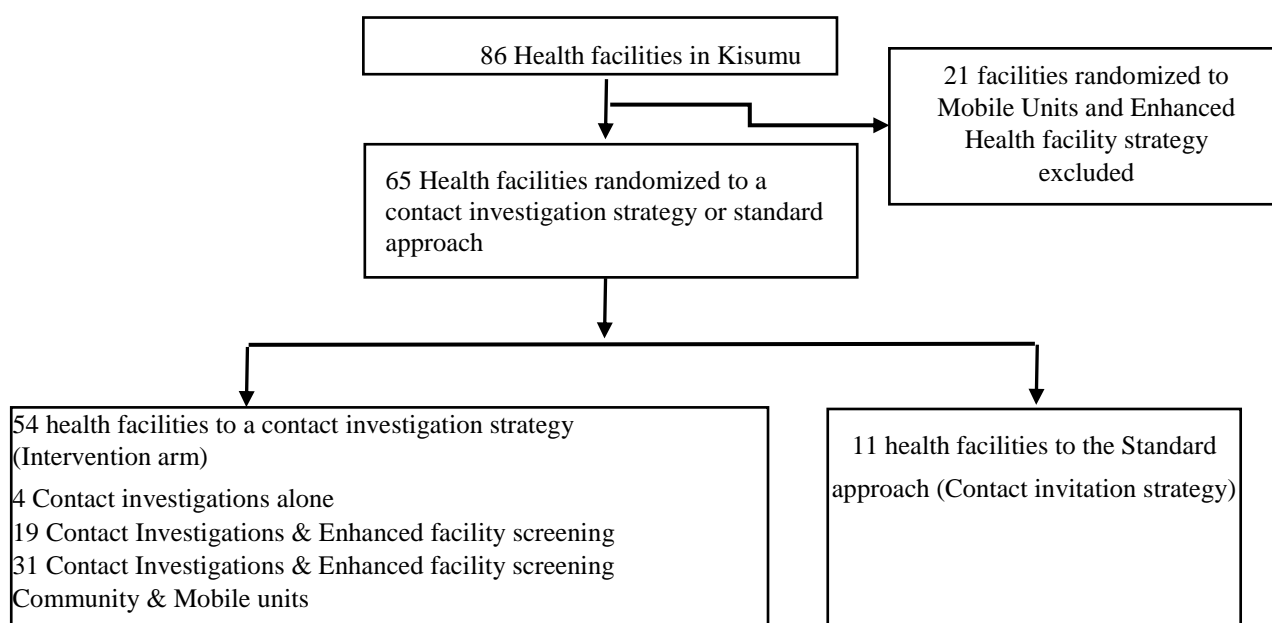 86 Health facilities in Kisumu
21 facilities randomized to
Mobile Units and Enhanced
Health facility strategy
excluded
65 Health facilities randomized to a
contact investigation strategy or standard
approach
54 health facilities to a contact investigation strategy
(Intervention arm)
4 Contact investigations alone
19 Contact Investigations & Enhanced facility screening
31 Contact Investigations & Enhanced facility screening
Community & Mobile units
11 health facilities to the Standard
approach (Contact invitation strategy)